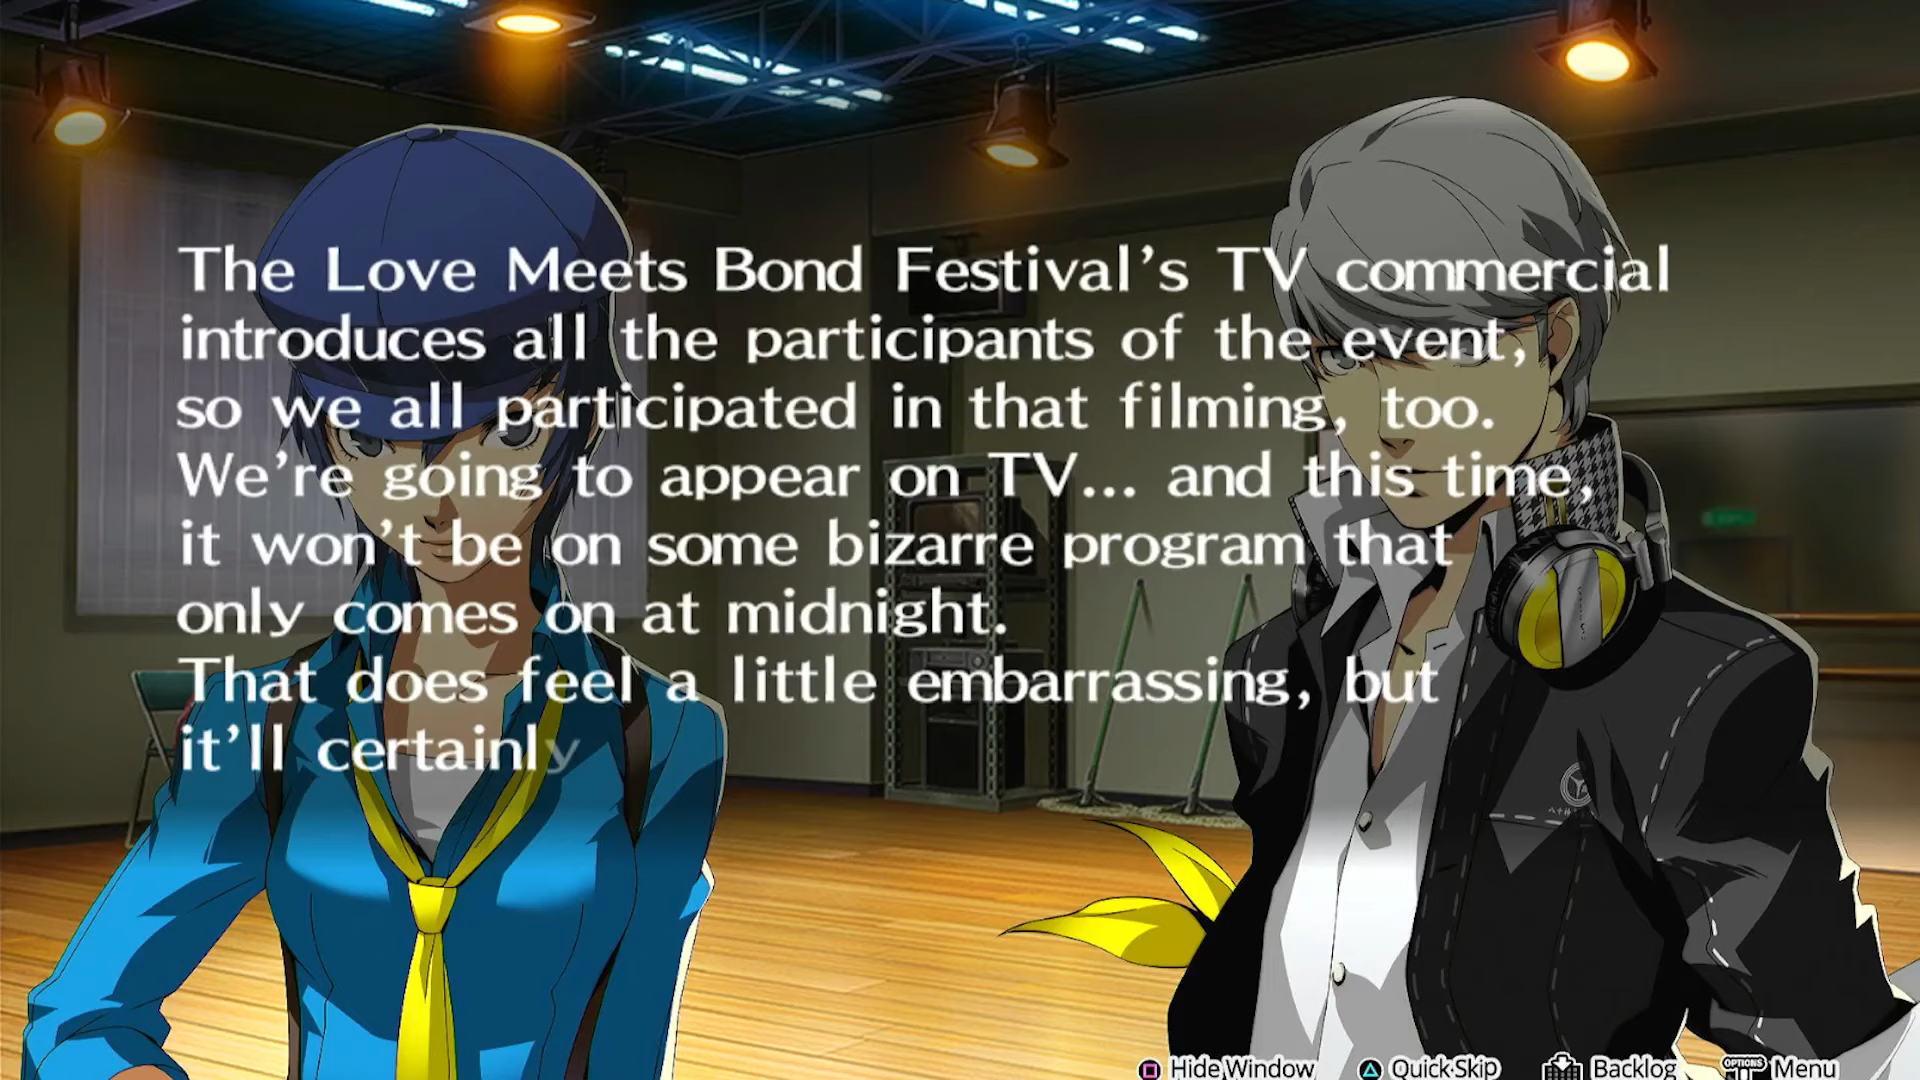 The Love Meets Bond Festival's TV commercial
introduces all the participants of the event,
so we all participated in that filming, too.
We're going to appear on TV... and this time,
it won't be on some bizarre program that
only comes on at midnight.
That does feel a little embarrassing, but
it'll certainly
Hide Window Quick Skip Backlog OPTIONS Menu